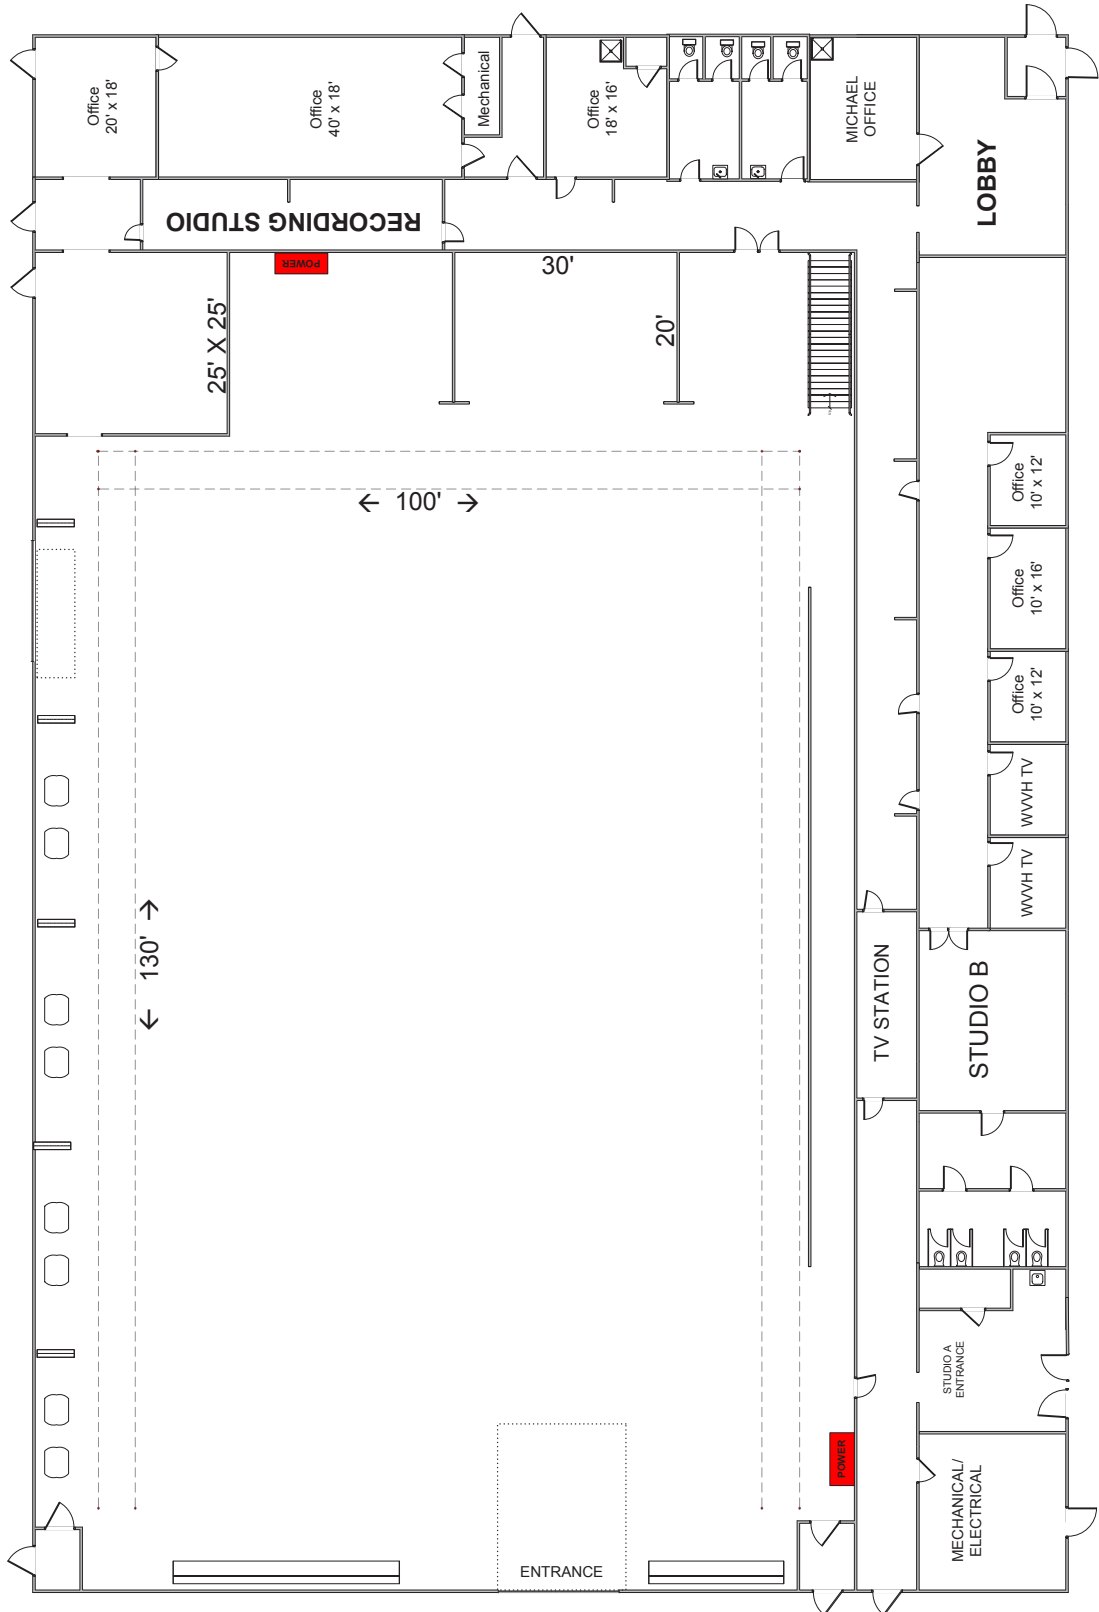 Office
20' x 18'
Office
40' x 18'
Mechanical
Office
18' x 16'
MICHAEL
OFFICE
LOBBY
RECORDING STUDIO
POWER
30'
25' X 25'
20'
← 100' →
Office
10' x 12'
Office
10' x 16'
Office
10' x 12'
WVVH TV
WVVH TV
← 130' →
TV STATION
STUDIO B
STUDIO A
ENTRANCE
POWER
MECHANICAL/
ELECTRICAL
ENTRANCE